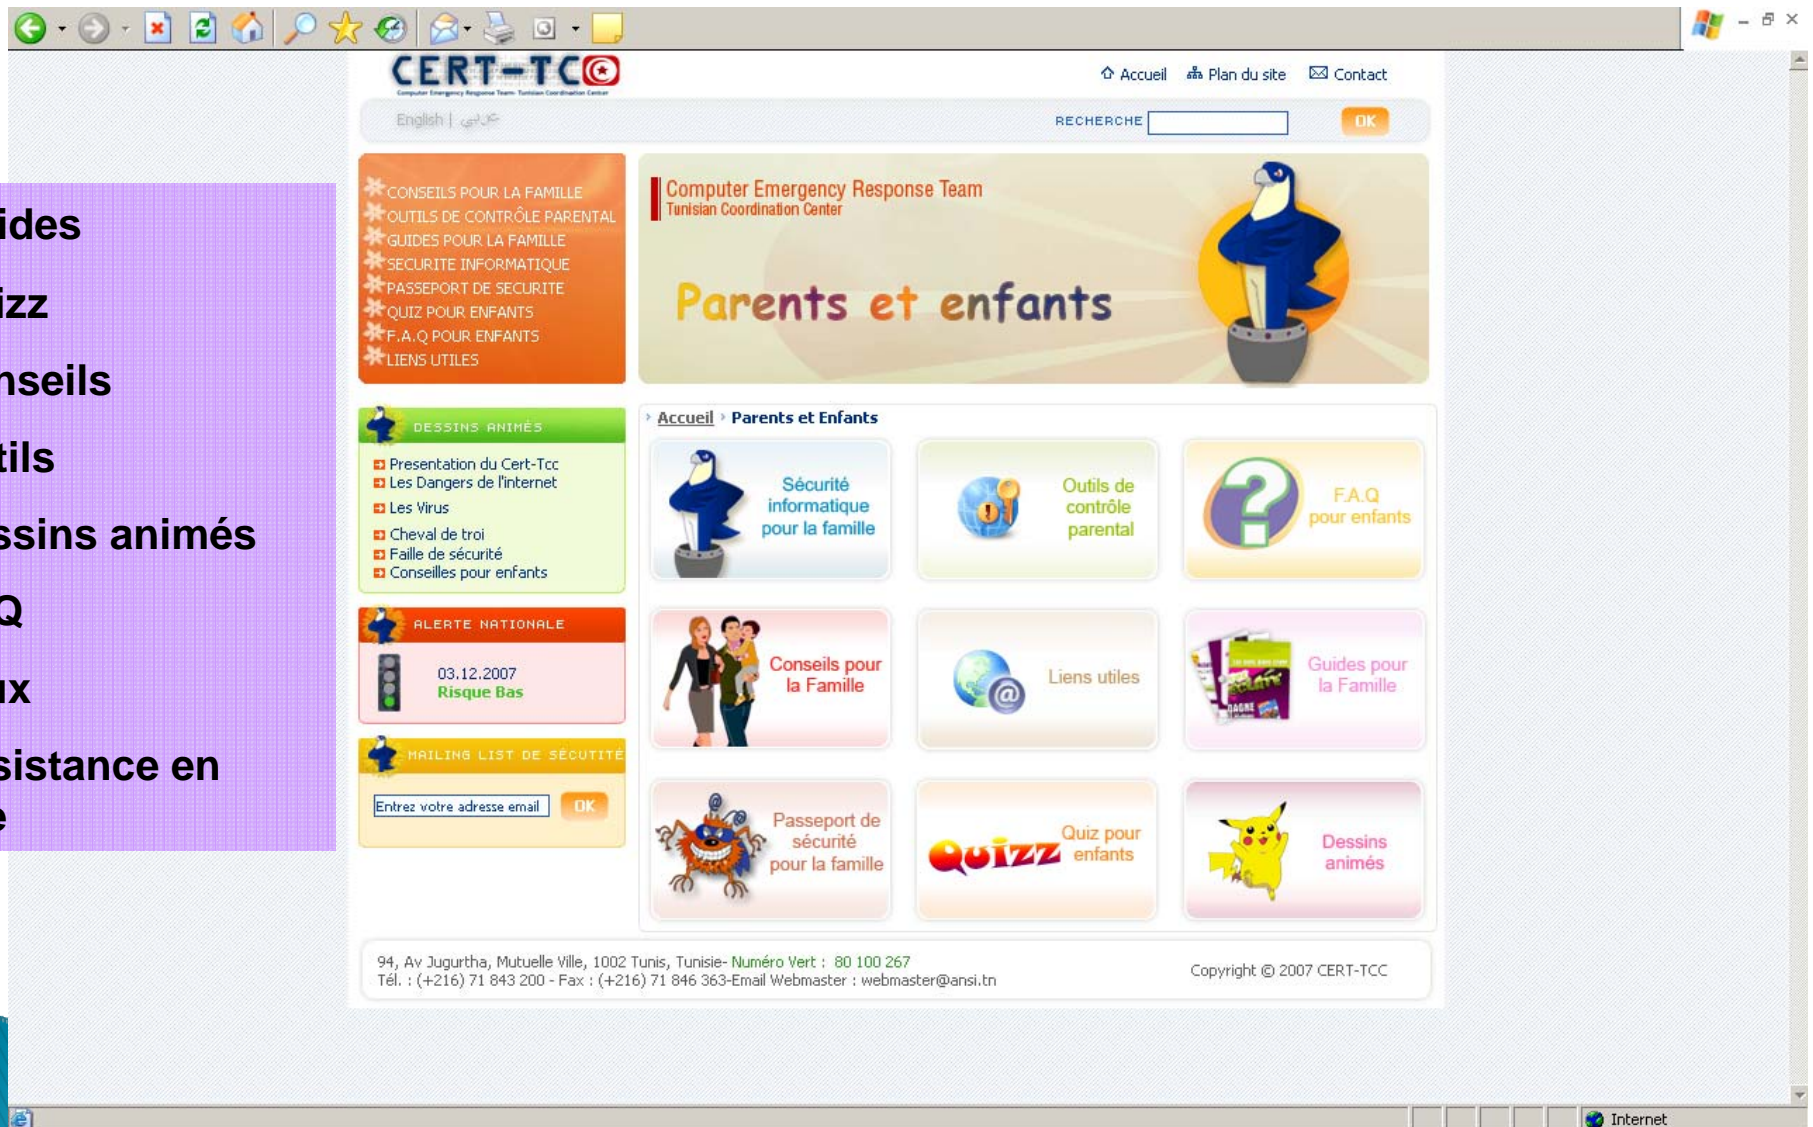 CERT-TCC
Computer Emergency Response Team- Tunisian Coordination Center
Accueil
Plan du site
Contact
English | عربي
RECHERCHE
OK
ides
izz
nseils
tils
ssins animés
Q
ux
sistance en
e
CONSEILS POUR LA FAMILLE
OUTILS DE CONTRÔLE PARENTAL
GUIDES POUR LA FAMILLE
SECURITE INFORMATIQUE
PASSEPORT DE SECURITE
QUIZ POUR ENFANTS
F.A.Q POUR ENFANTS
LIENS UTILES
Computer Emergency Response Team
Tunisian Coordination Center
Parents et enfants
DESSINS ANIMÉS
Presentation du Cert-Tcc
Les Dangers de l'internet
Les Virus
Cheval de troi
Faille de sécurité
Conseilles pour enfants
ALERTE NATIONALE
03.12.2007
Risque Bas
MAILING LIST DE SÉCUTITÉ
Entrez votre adresse email
OK
› Accueil › Parents et Enfants
Sécurité
informatique
pour la famille
Outils de
contrôle
parental
F.A.Q
pour enfants
Conseils pour
la Famille
Liens utiles
Guides pour
la Famille
Passeport de
sécurité
pour la famille
Quizz
Quiz pour
enfants
Dessins
animés
94, Av Jugurtha, Mutuelle Ville, 1002 Tunis, Tunisie- Numéro Vert : 80 100 267
Tél. : (+216) 71 843 200 - Fax : (+216) 71 846 363-Email Webmaster : webmaster@ansi.tn
Copyright © 2007 CERT-TCC
Internet